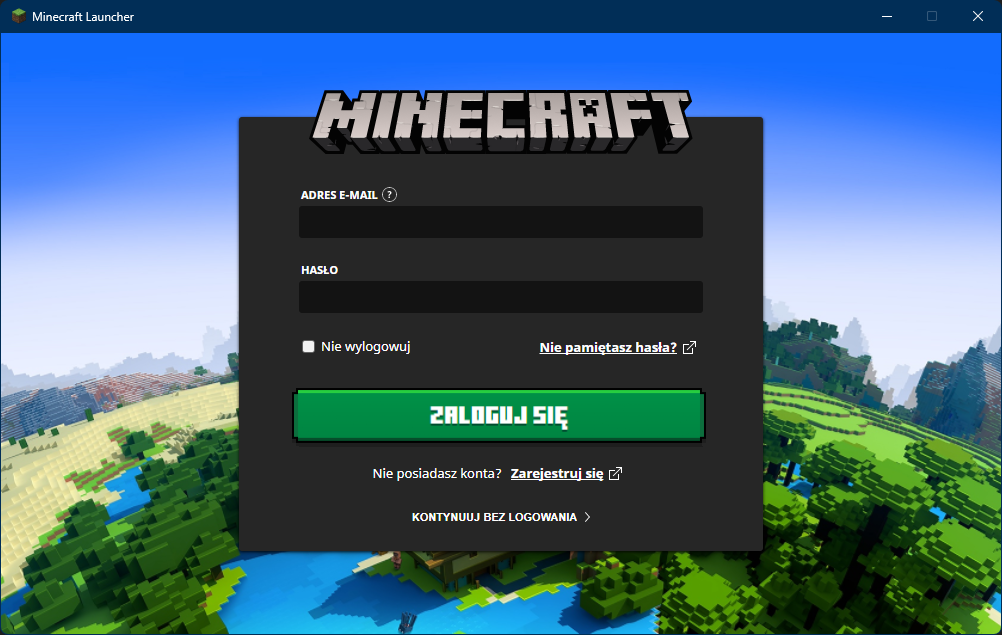 Minecraft Launcher
MINECRAFT
ADRES E-MAIL ?
HASŁO
Nie wylogowuj
Nie pamiętasz hasła?
ZALOGUJ SIĘ
Nie posiadasz konta? Zarejestruj się
KONTYNUUJ BEZ LOGOWANIA